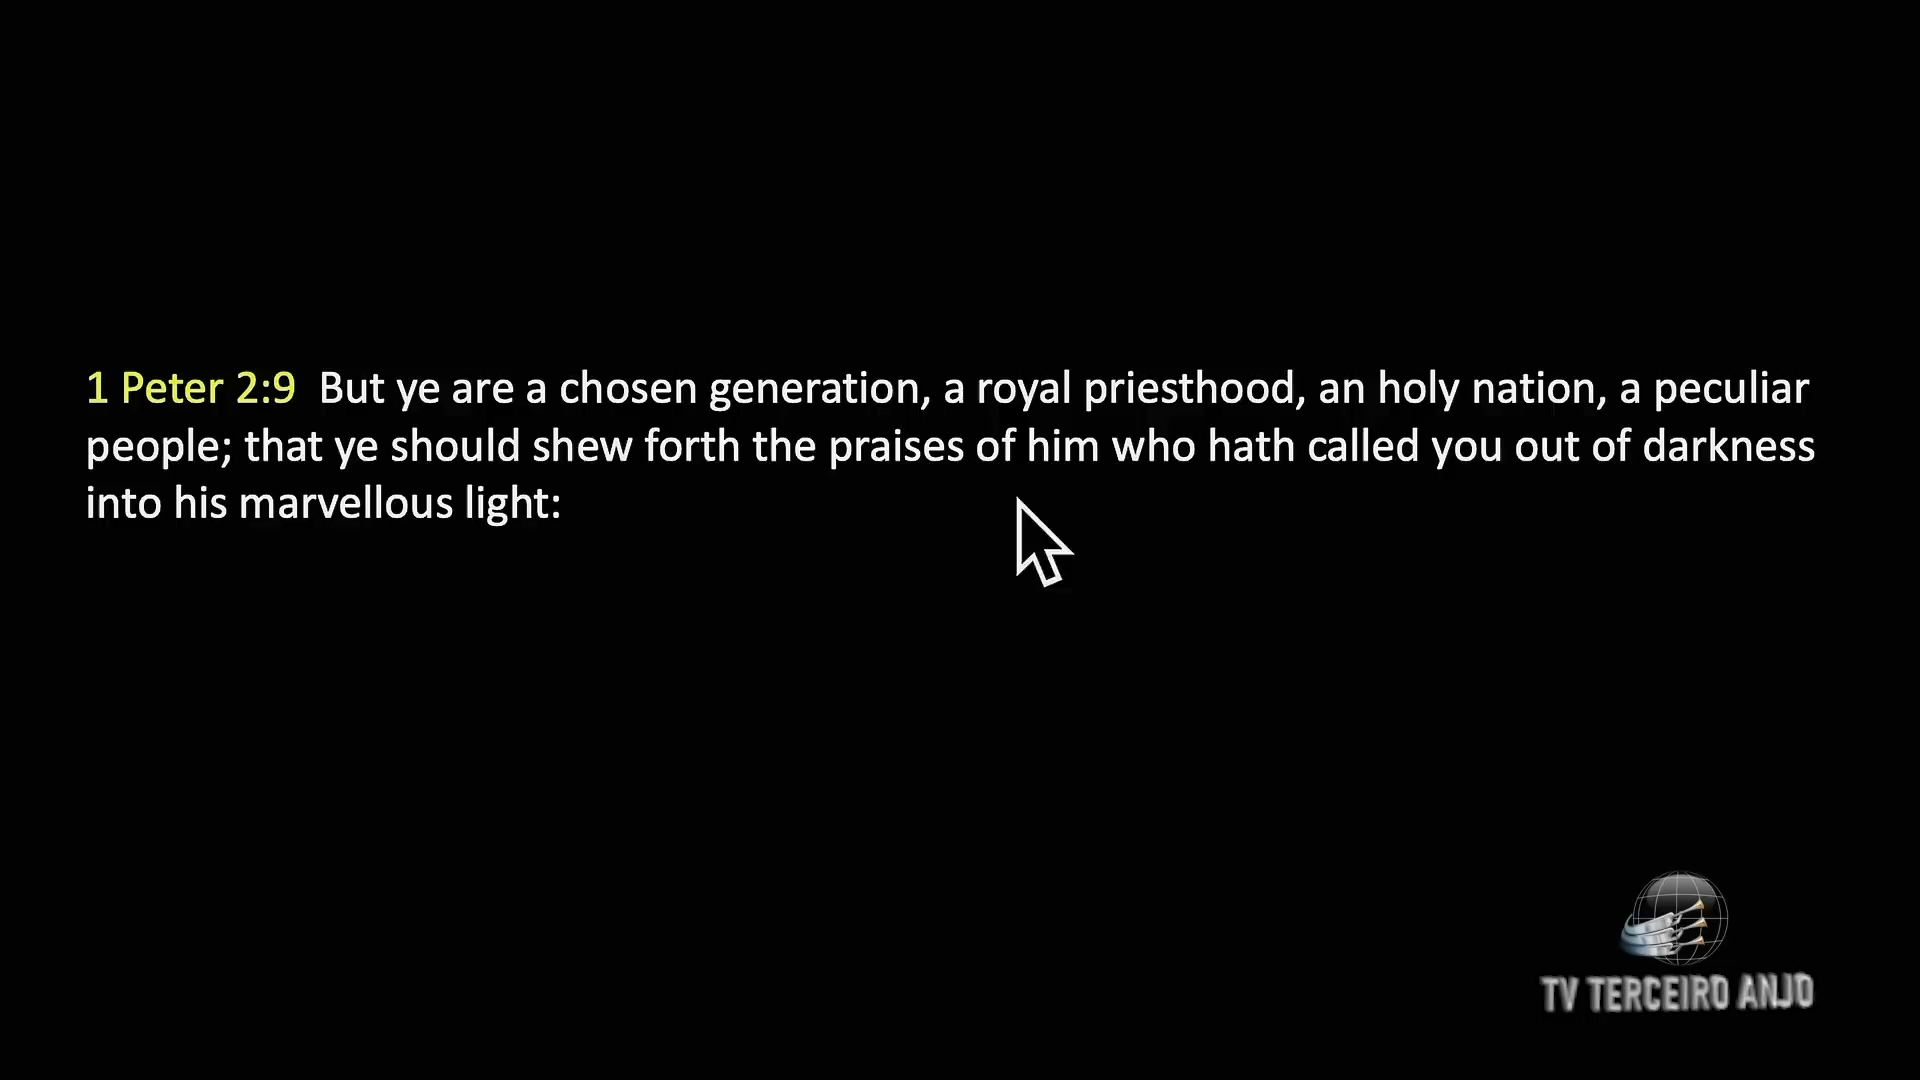 1 Peter 2:9  But ye are a chosen generation, a royal priesthood, an holy nation, a peculiar
people; that ye should shew forth the praises of him who hath called you out of darkness
into his marvellous light:
TV TERCEIRO ANJO